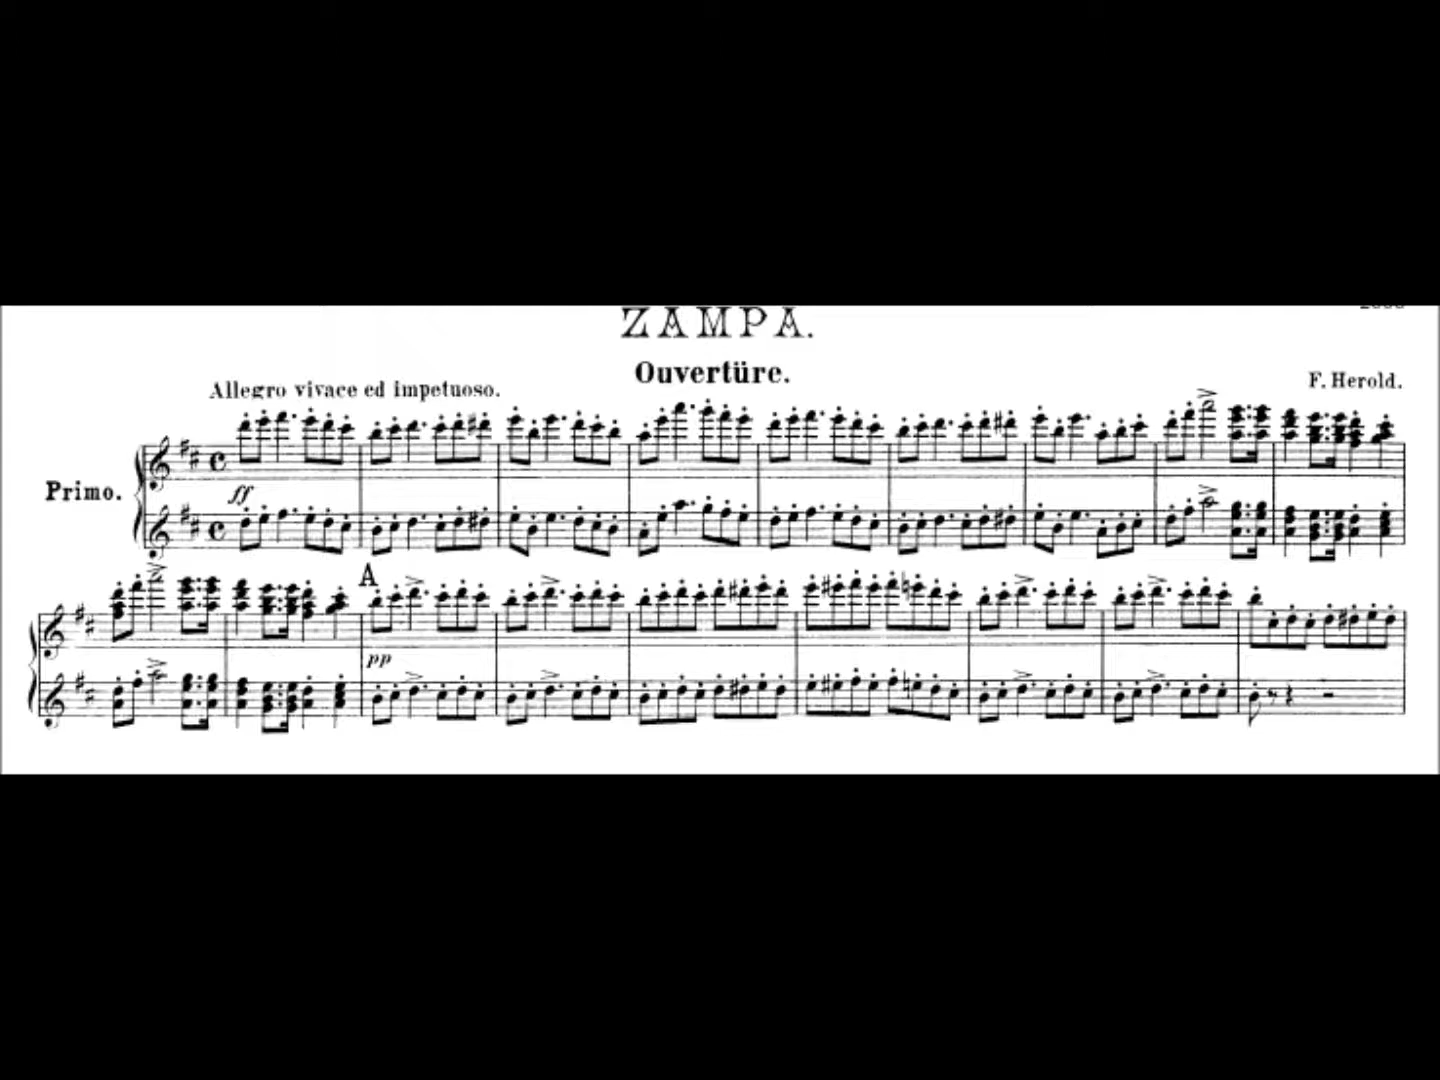 ZAMPA.
Ouvertüre.
Allegro vivace ed impetuoso.
F. Herold.
Primo.
ff
A
pp